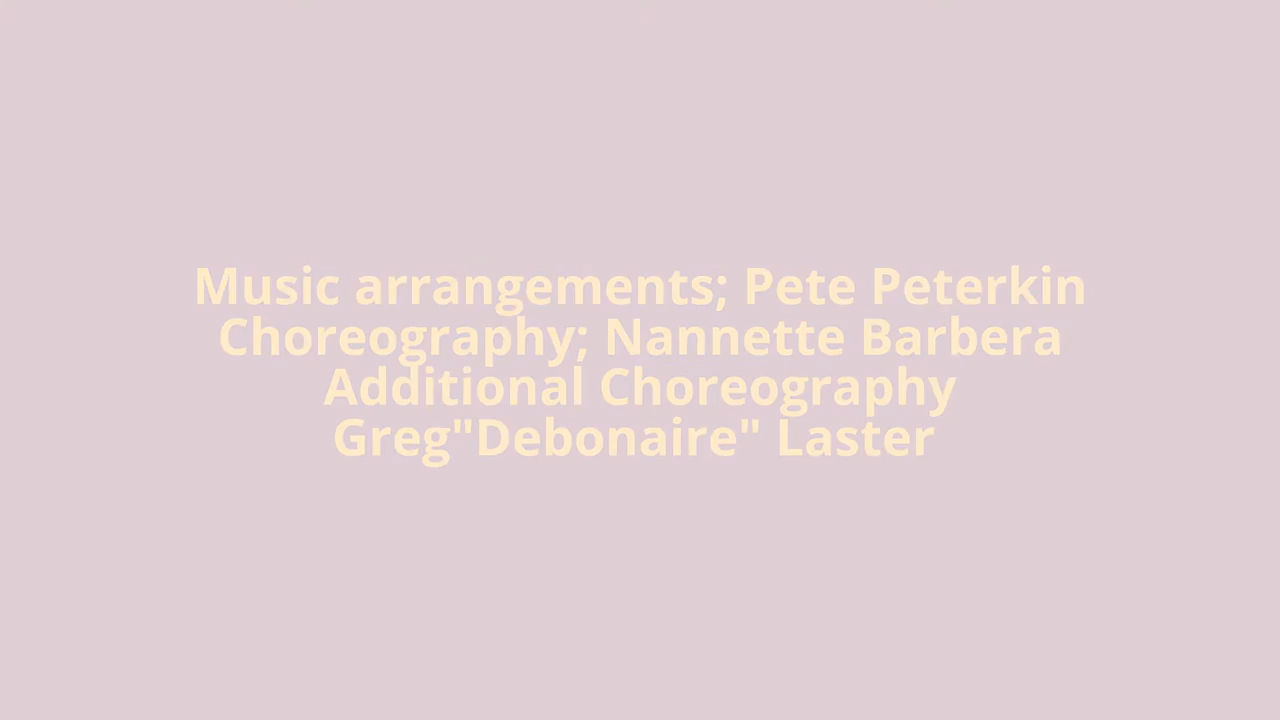 Music arrangements; Pete Peterkin
Choreography; Nannette Barbera
Additional Choreography
Greg"Debonaire" Laster